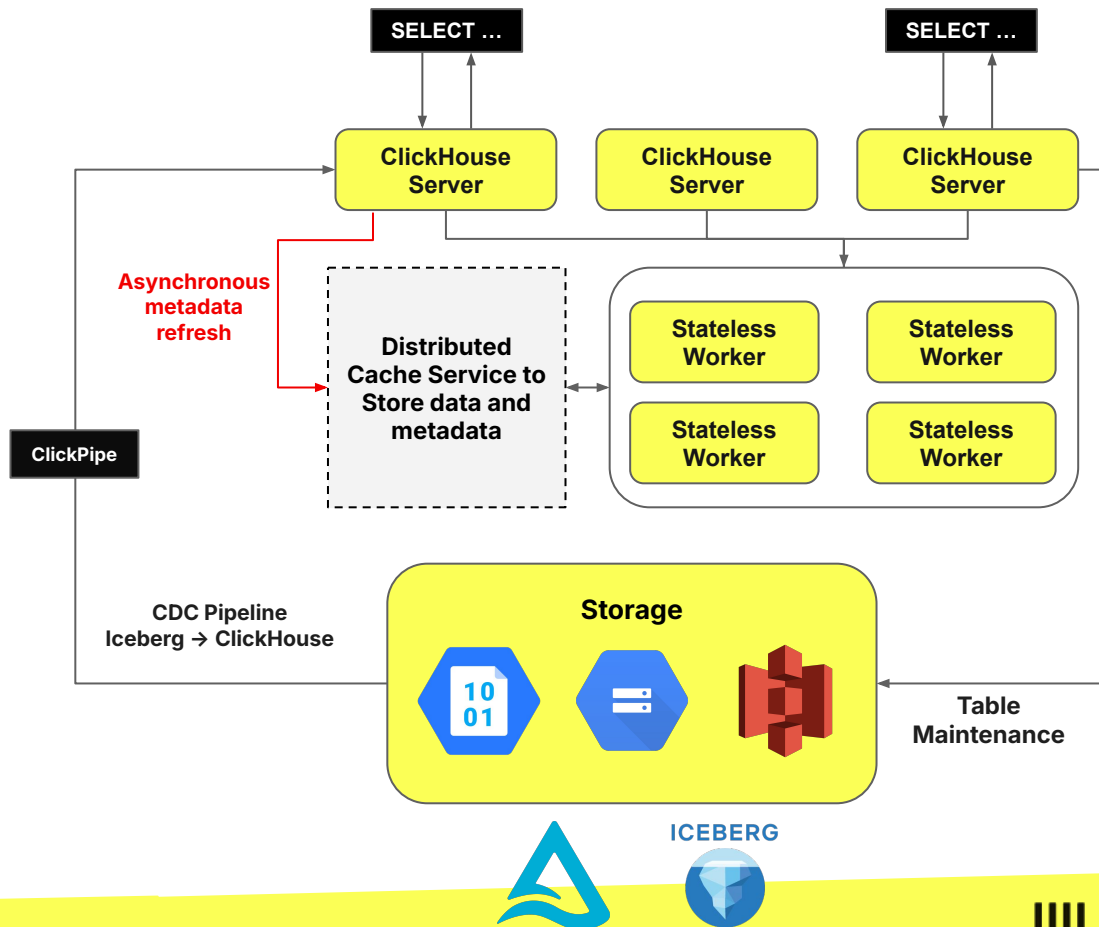 SELECT …
SELECT …
ClickHouse
Server
ClickHouse
Server
ClickHouse
Server
Asynchronous
metadata
refresh
Distributed
Cache Service to
Store data and
metadata
Stateless
Worker
Stateless
Worker
Stateless
Worker
Stateless
Worker
ClickPipe
CDC Pipeline
Iceberg → ClickHouse
Storage
10
01
Table
Maintenance
ICEBERG